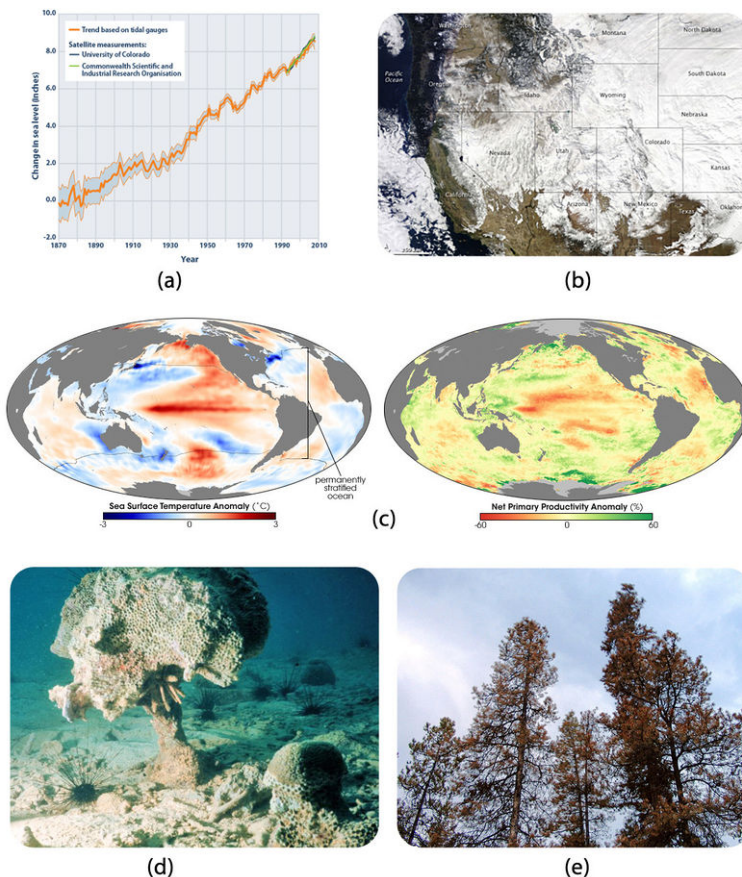 10.0
Trend based on tidal gauges
Satellite measurements:
University of Colorado
Commonwealth Scientific and
Industrial Research Organisation
8.0
6.0
4.0
2.0
0.0
-2.0
Change in sea level (inches)
1870 1890 1910 1930 1950 1970 1990 2010
Year
(a)
Montana
North Dakota
Pacific
Ocean
South Dakota
Idaho
Wyoming
Nebraska
Nevada
Utah
Colorado
Kansas
California
Arizona
New Mexico
Texas
(b)
permanently
stratified
ocean
Sea Surface Temperature Anomaly (˚C)
-3 0 3
Net Primary Productivity Anomaly (%)
-60 0 60
(c)
(d)
(e)